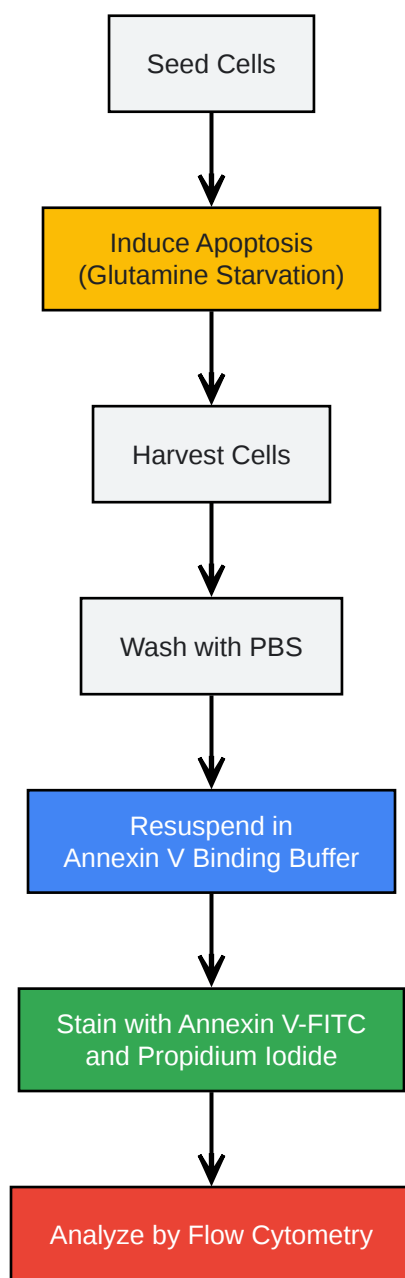 Seed Cells
Induce Apoptosis
(Glutamine Starvation)
Harvest Cells
Wash with PBS
Resuspend in
Annexin V Binding Buffer
Stain with Annexin V-FITC
and Propidium Iodide
Analyze by Flow Cytometry